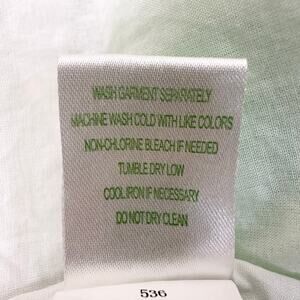 WASH GARMENT SEPARATELY
MACHINE WASH COLD WITH LIKE COLORS
NON-CHLORINE BLEACH IF NEEDED
TUMBLE DRY LOW
COOL IRON IF NECESSARY
DO NOT DRY CLEAN
536